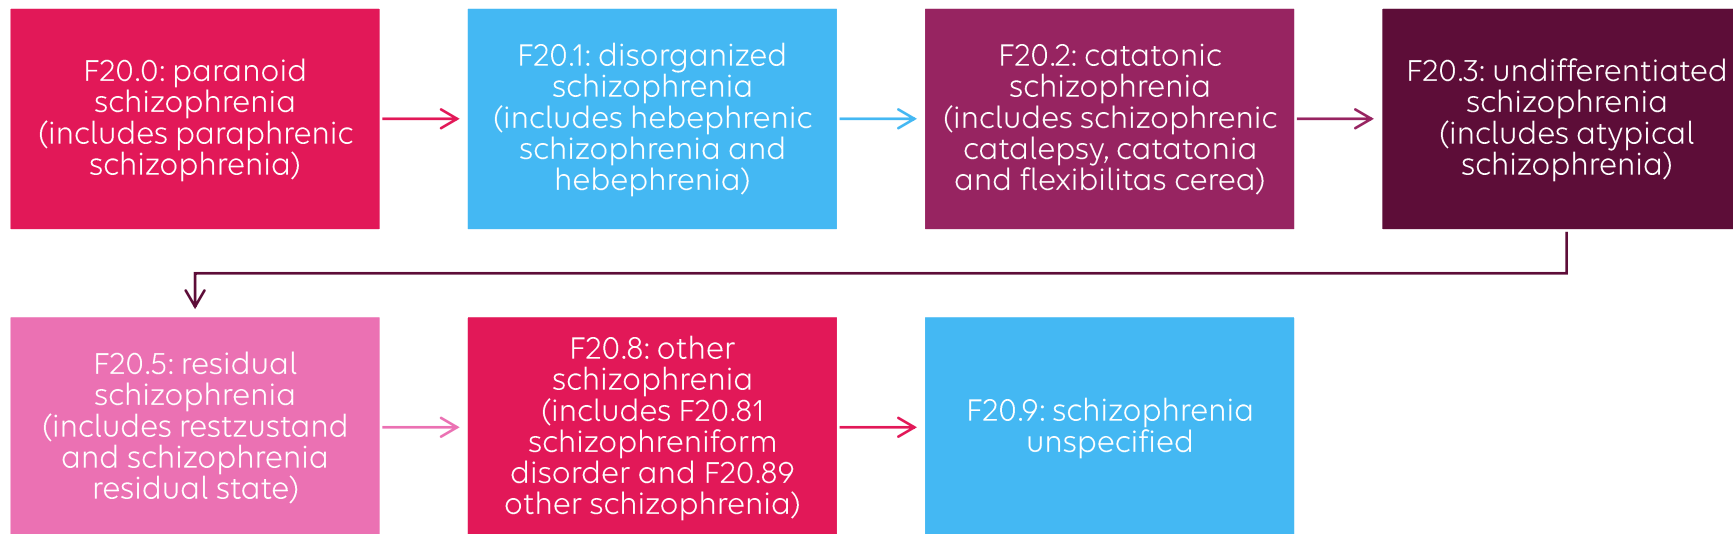 F20.0: paranoid
schizophrenia
(includes paraphrenic
schizophrenia)
F20.1: disorganized
schizophrenia
(includes hebephrenic
schizophrenia and
hebephrenia)
F20.2: catatonic
schizophrenia
(includes schizophrenic
catalepsy, catatonia
and flexibilitas cerea)
F20.3: undifferentiated
schizophrenia
(includes atypical
schizophrenia)
F20.5: residual
schizophrenia
(includes restzustand
and schizophrenia
residual state)
F20.8: other
schizophrenia
(includes F20.81
schizophreniform
disorder and F20.89
other schizophrenia)
F20.9: schizophrenia
unspecified